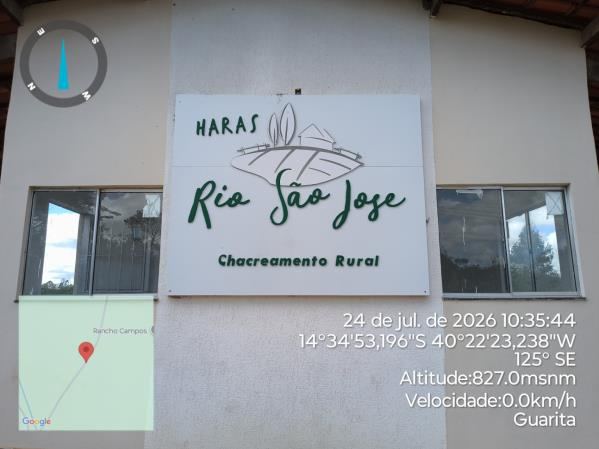 HARAS
Rio São Jose
Chacreamento Rural
24 de jul. de 2026 10:35:44
14°34'53,196"S 40°22'23,238"W
125° SE
Altitude:827.0msnm
Velocidade:0.0km/h
Guarita
Rancho Campos
Google
E
S
N
W